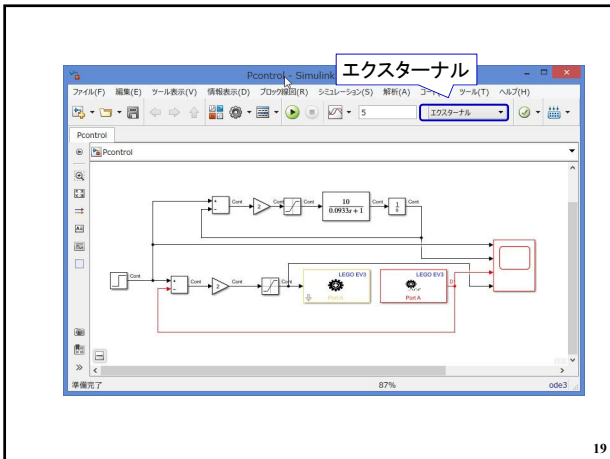 エクスターナル
Pcontrol - Simulink
ファイル(F) 編集(E) ツール表示(V) 情報表示(D) ブロック線図(R) シミュレーション(S) 解析(A) ツール(T) ヘルプ(H)
5 エクスターナル
Pcontrol
Pcontrol
10
0.0933s + 1
1
s
2
Cont Cont Cont Cont Cont
Cont Cont Cont Cont
2
LEGO EV3 LEGO EV3
Port A Port A
準備完了 87% ode3
19